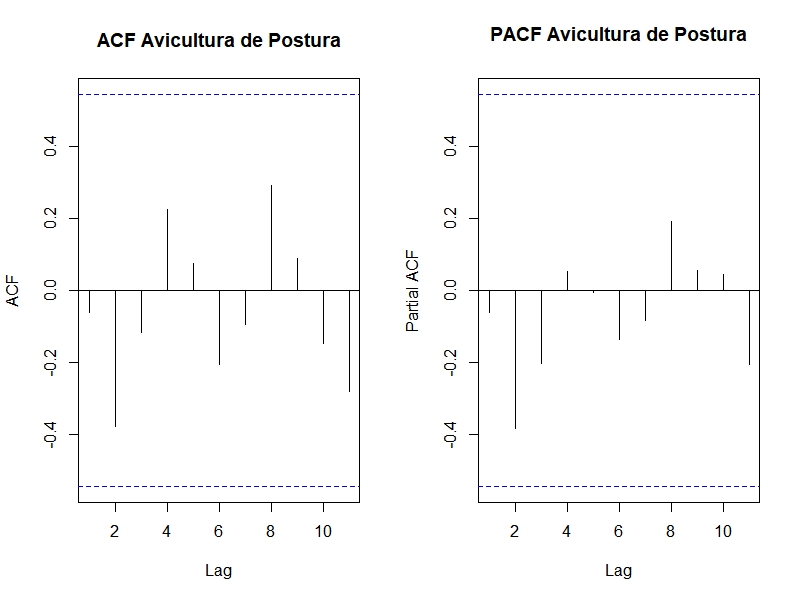 ACF Avicultura de Postura
ACF
0.4
0.2
0.0
-0.2
-0.4
2 4 6 8 10
Lag
PACF Avicultura de Postura
Partial ACF
0.4
0.2
0.0
-0.2
-0.4
2 4 6 8 10
Lag